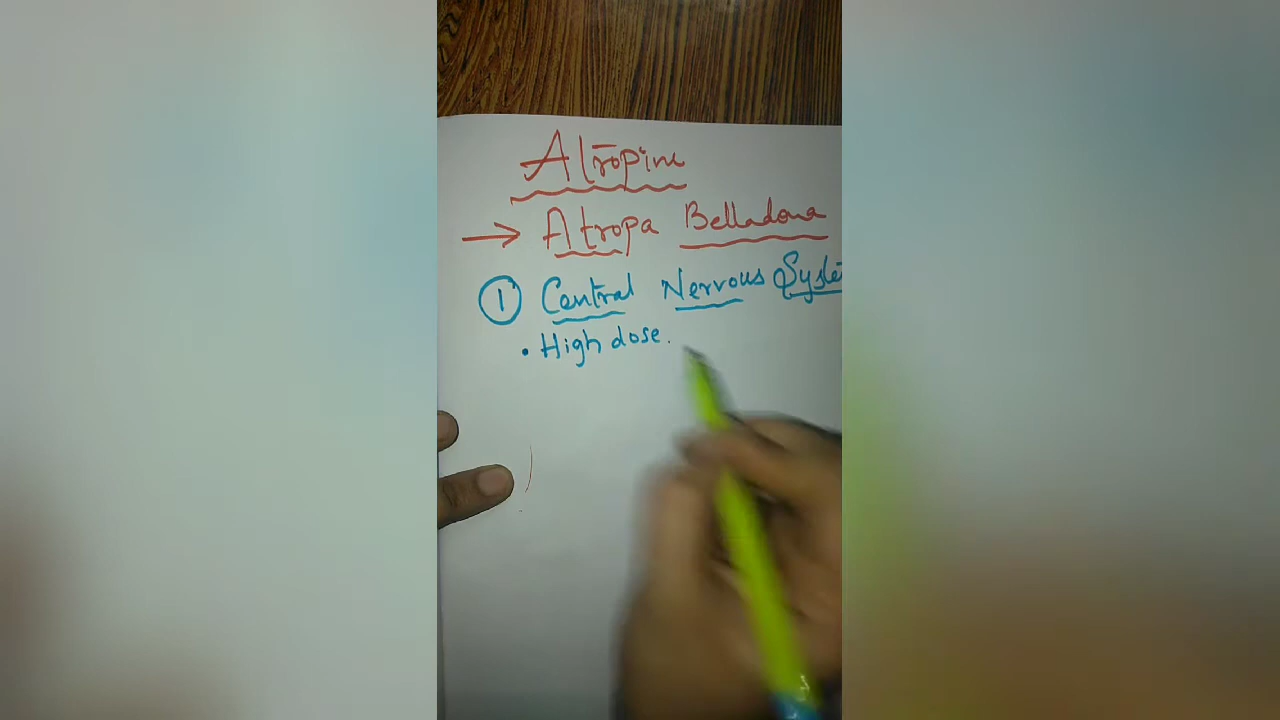 Atropine
→ Atropa Belladona
① Central Nervous Syste
• High dose.